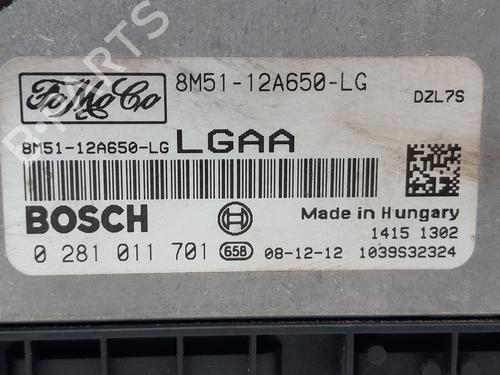 FoMoCo
8M51-12A650-LG
DZL7S
8M51-12A650-LG LGAA
BOSCH
Made in Hungary
1415 1302
0 281 011 701 658 08-12-12 1039S32324
B-PARTS